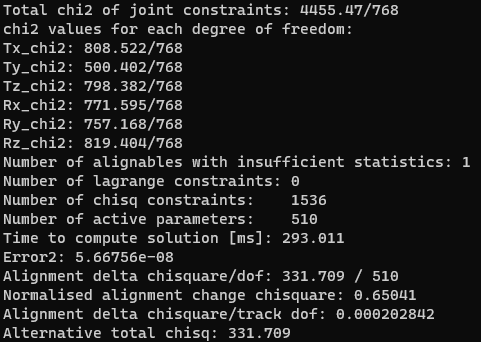 Total chi2 of joint constraints: 4455.47/768
chi2 values for each degree of freedom:
Tx_chi2: 808.522/768
Ty_chi2: 500.402/768
Tz_chi2: 798.382/768
Rx_chi2: 771.595/768
Ry_chi2: 757.168/768
Rz_chi2: 819.404/768
Number of alignables with insufficient statistics: 1
Number of lagrange constraints: 0
Number of chisq constraints:    1536
Number of active parameters:    510
Time to compute solution [ms]: 293.011
Error2: 5.66756e-08
Alignment delta chisquare/dof: 331.709 / 510
Normalised alignment change chisquare: 0.65041
Alignment delta chisquare/track dof: 0.000202842
Alternative total chisq: 331.709